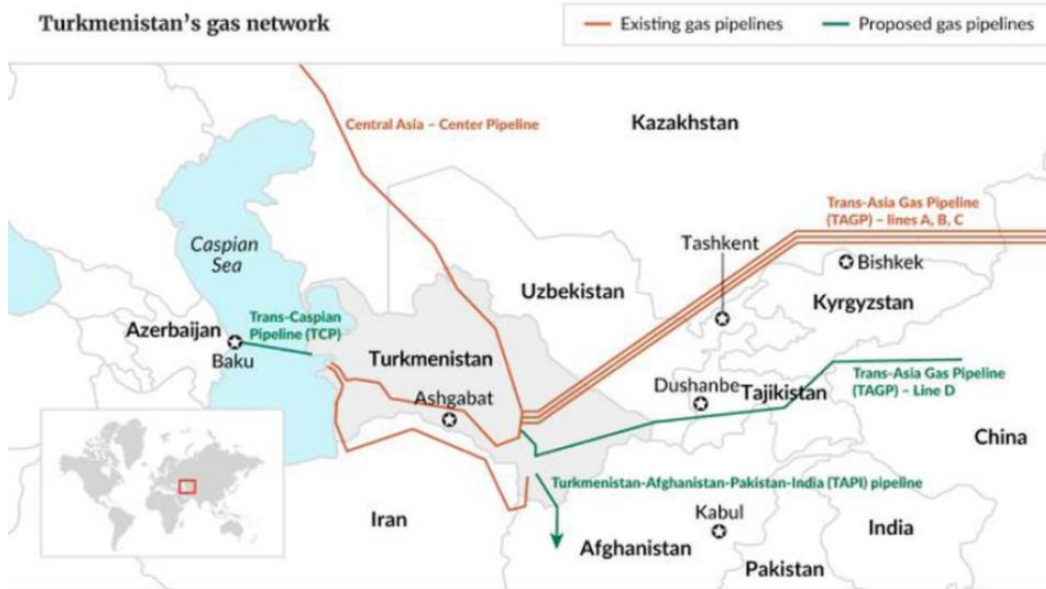 Turkmenistan's gas network
Existing gas pipelines
Proposed gas pipelines
Central Asia – Center Pipeline
Kazakhstan
Trans-Asia Gas Pipeline
(TAGP) – lines A, B, C
Tashkent
Caspian
Sea
Bishkek
Uzbekistan
Kyrgyzstan
Trans-Caspian
Pipeline (TCP)
Azerbaijan
Baku
Turkmenistan
Ashgabat
Dushanbe
Tajikistan
Trans-Asia Gas Pipeline
(TAGP) – Line D
China
Turkmenistan-Afghanistan-Pakistan-India (TAPI) pipeline
Iran
Kabul
Afghanistan
India
Pakistan